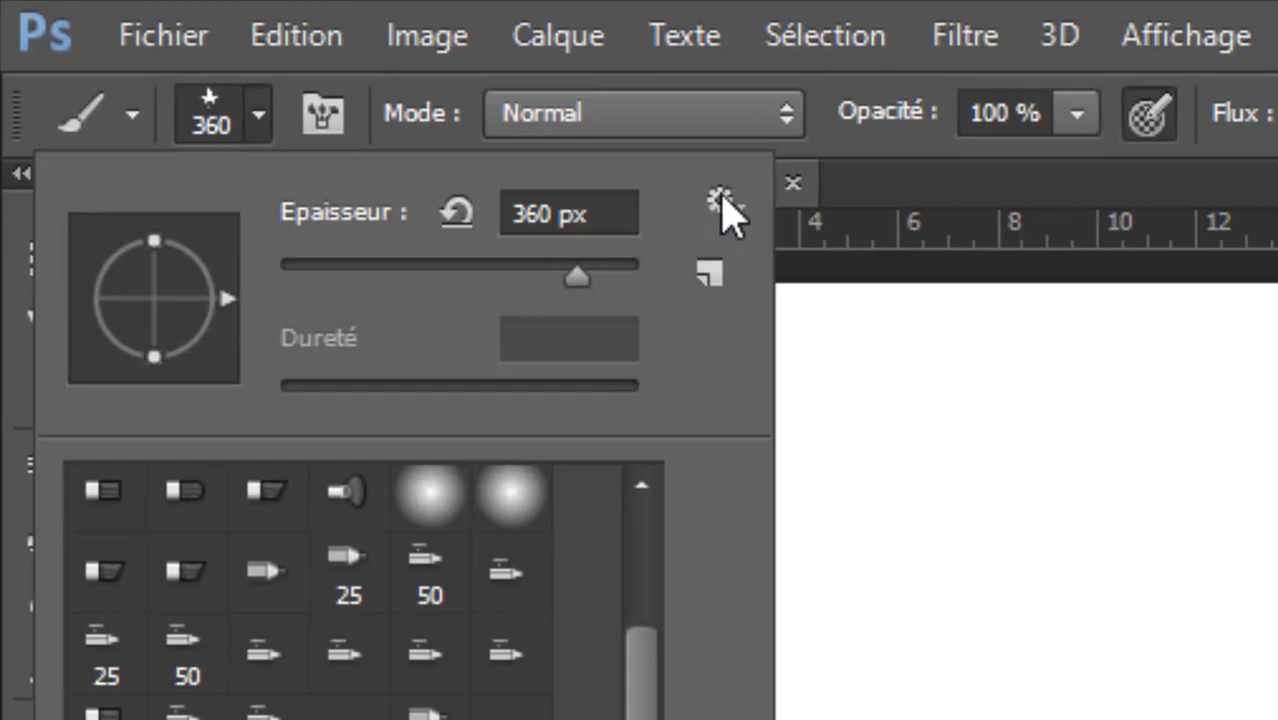 Ps Fichier Edition Image Calque Texte Sélection Filtre 3D Affichage
360 Mode : Normal Opacité : 100 % Flux :
Epaisseur : 360 px
4 6 8 10 12
Dureté
25 50
25 50